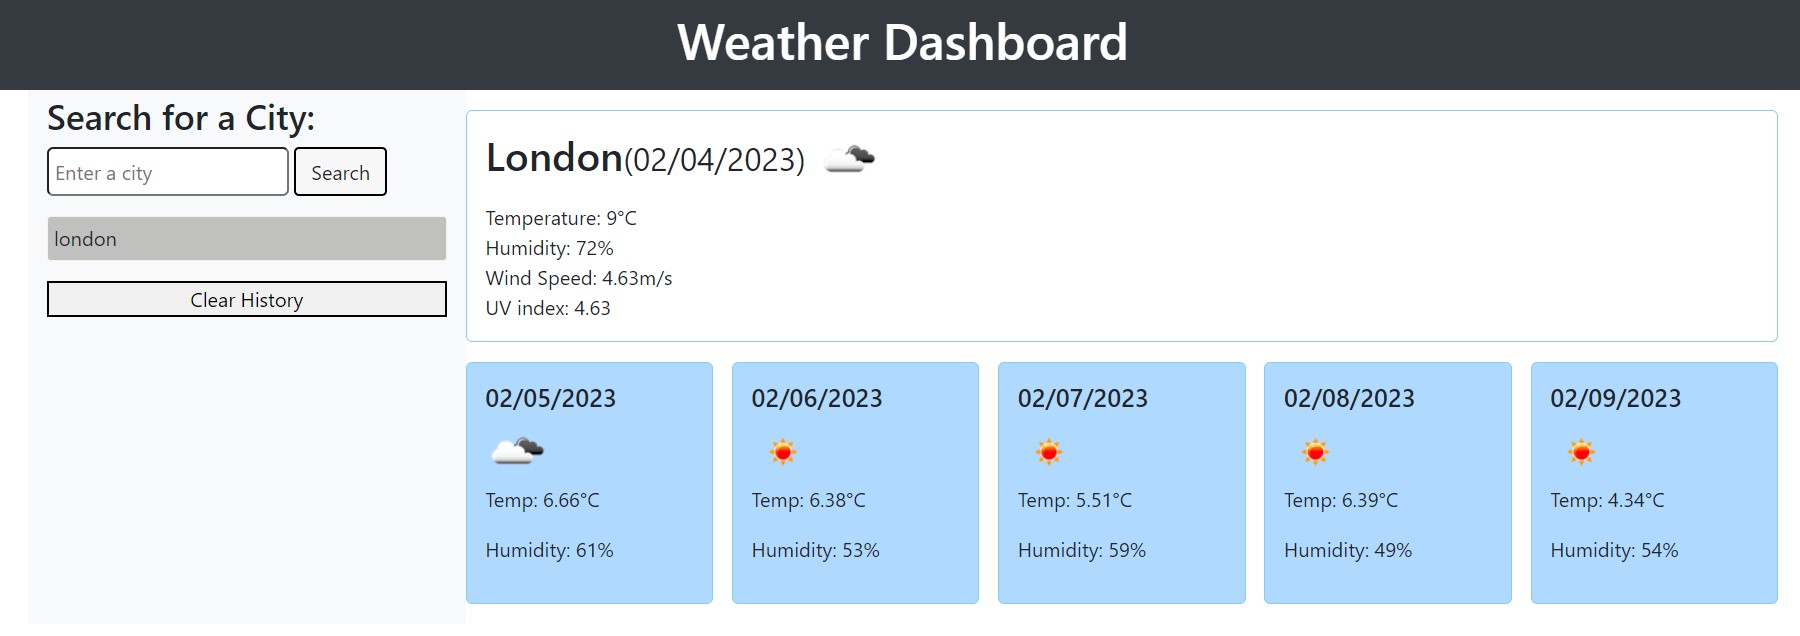 Weather Dashboard
Search for a City:
Enter a city
Search
london
Clear History
London(02/04/2023)
Temperature: 9°C
Humidity: 72%
Wind Speed: 4.63m/s
UV index: 4.63
02/05/2023
Temp: 6.66°C
Humidity: 61%
02/06/2023
Temp: 6.38°C
Humidity: 53%
02/07/2023
Temp: 5.51°C
Humidity: 59%
02/08/2023
Temp: 6.39°C
Humidity: 49%
02/09/2023
Temp: 4.34°C
Humidity: 54%